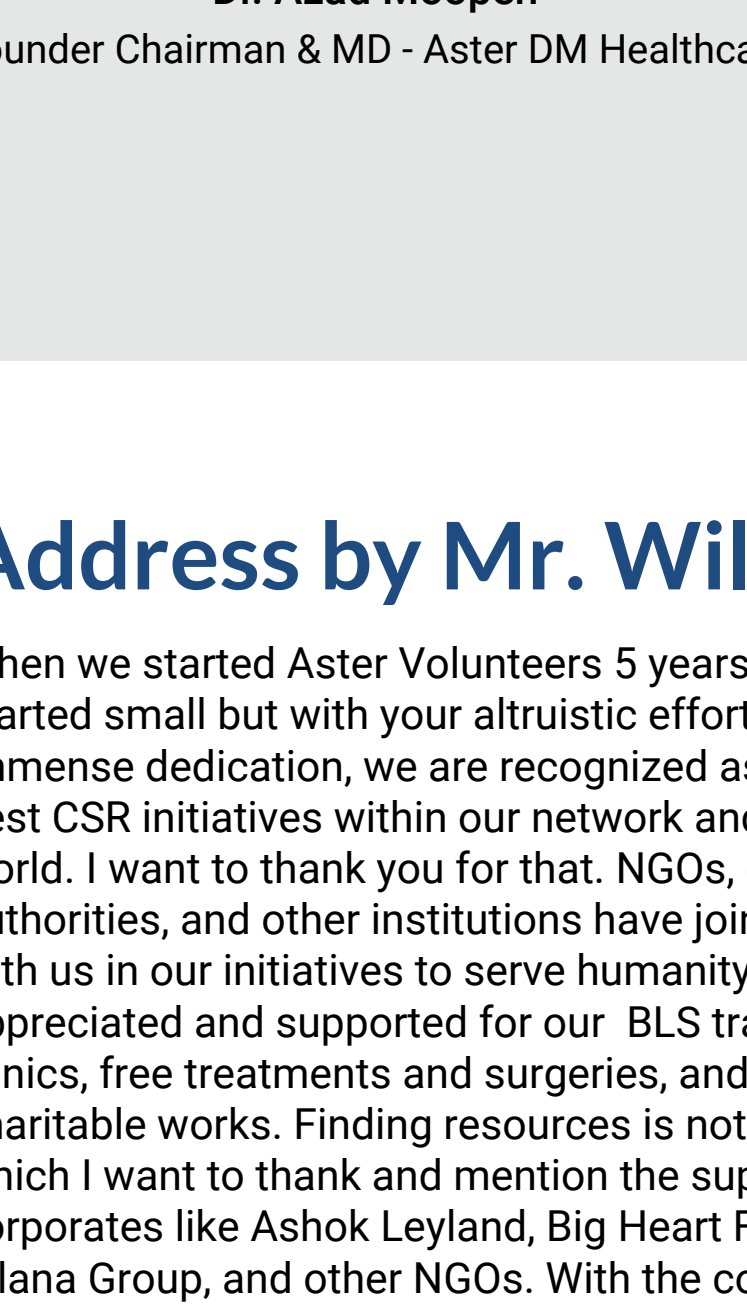 Dr. Azad Moopen
ounder Chairman & MD - Aster DM Healthca
Address by Mr. Wil
hen we started Aster Volunteers 5 years
arted small but with your altruistic effort
mmense dedication, we are recognized as
est CSR initiatives within our network and
orld. I want to thank you for that. NGOs,
uthorities, and other institutions have join
th us in our initiatives to serve humanity
ppreciated and supported for our  BLS tra
nics, free treatments and surgeries, and
haritable works. Finding resources is not
hich I want to thank and mention the sup
orporates like Ashok Leyland, Big Heart F
lana Group, and other NGOs. With the co